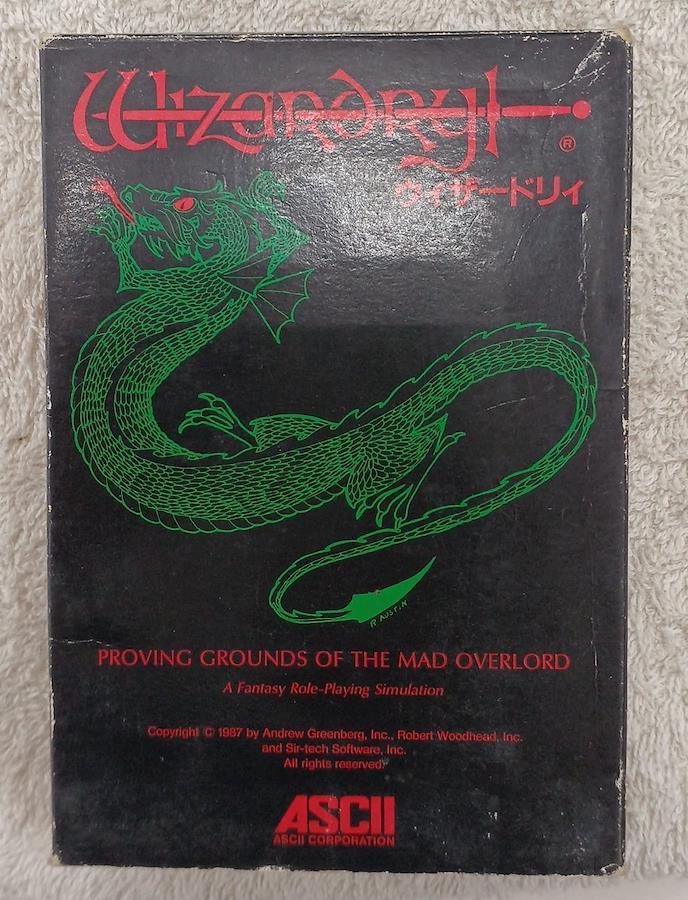 Wizardry
®
ウィザードリィ
R AUSTIN
PROVING GROUNDS OF THE MAD OVERLORD
A Fantasy Role-Playing Simulation
Copyright © 1987 by Andrew Greenberg, Inc., Robert Woodhead, Inc.
and Sir-tech Software, Inc.
All rights reserved.
ASCII
ASCII CORPORATION